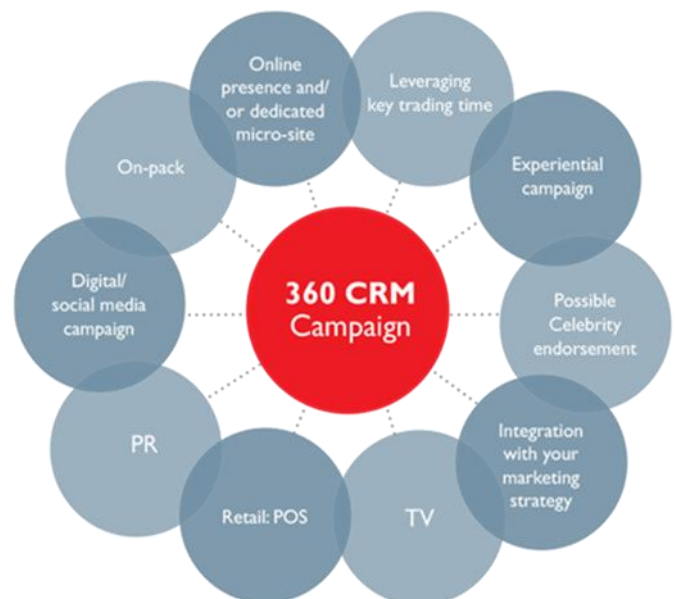 360 CRM
Campaign
Online
presence and/
or dedicated
micro-site
Leveraging
key trading time
Experiential
campaign
Possible
Celebrity
endorsement
Integration
with your
marketing
strategy
TV
Retail: POS
PR
Digital/
social media
campaign
On-pack